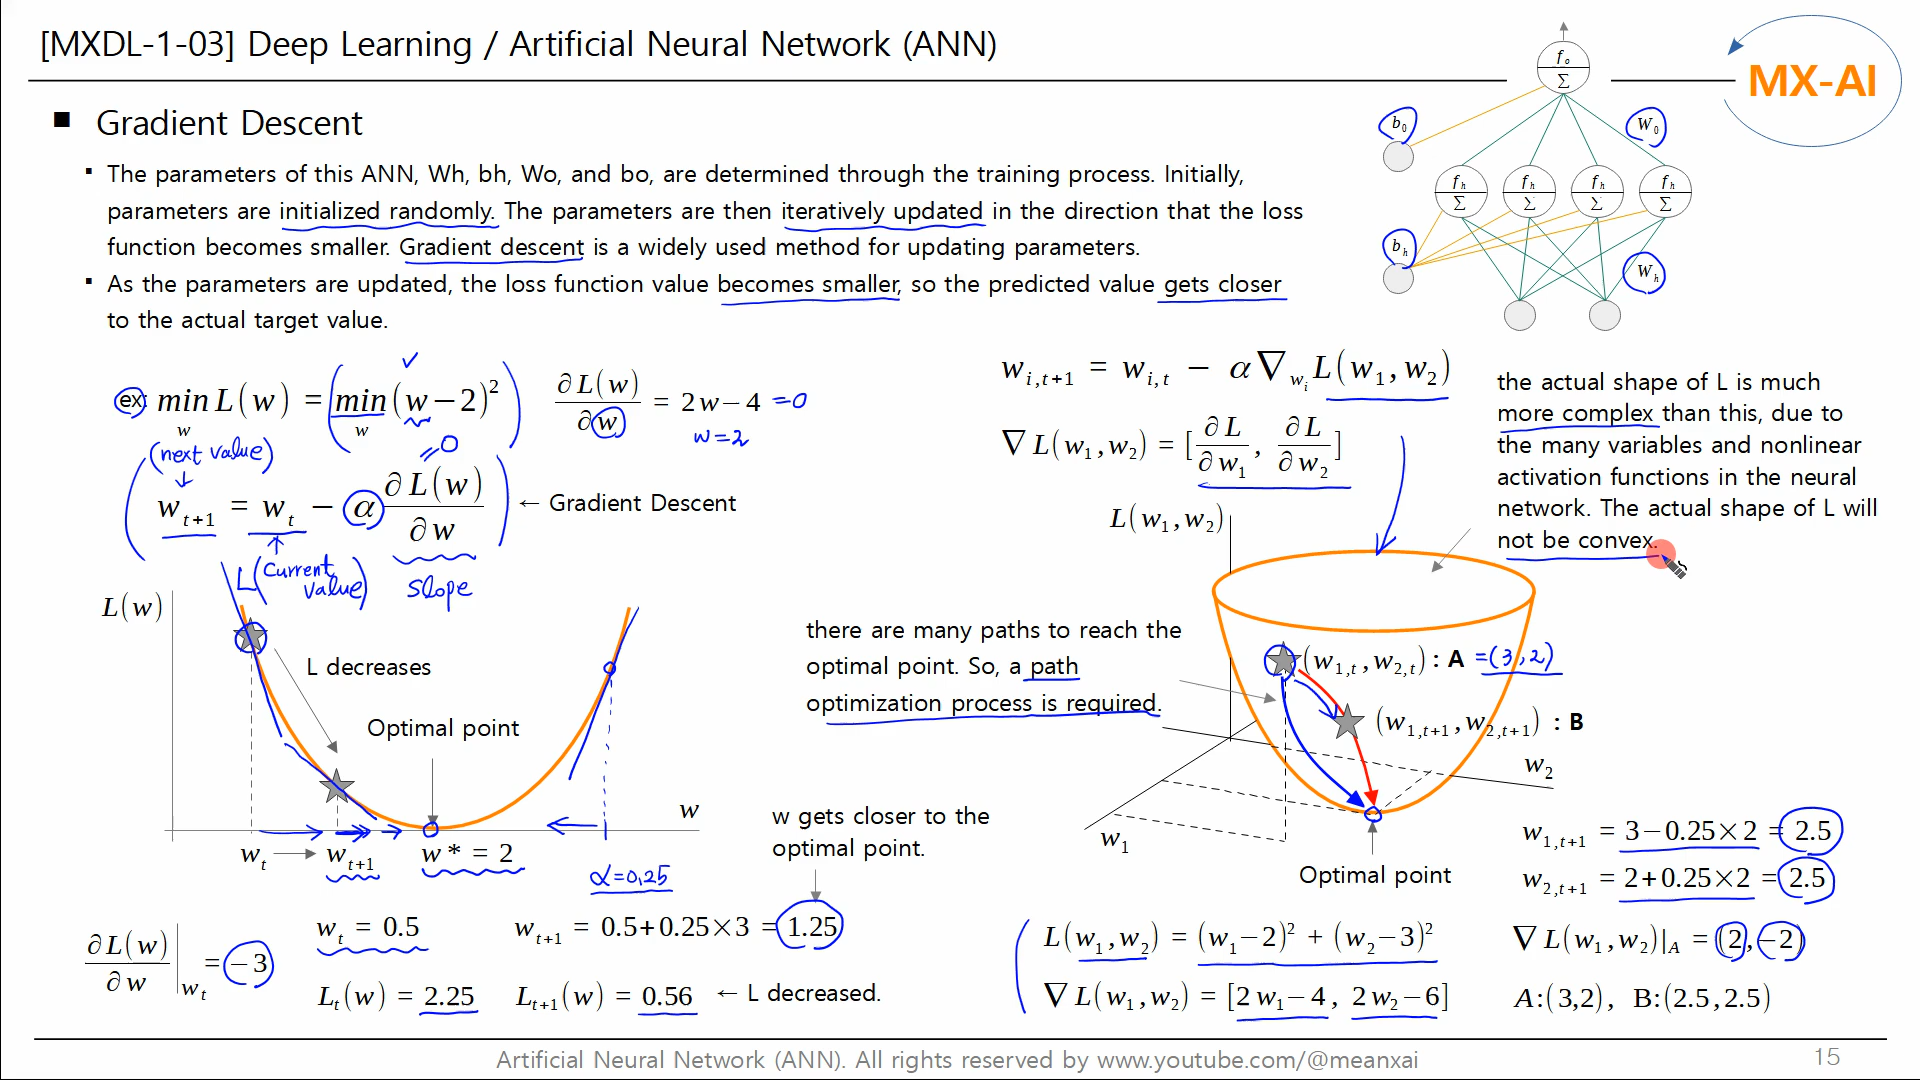 [MXDL-1-03] Deep Learning / Artificial Neural Network (ANN)
MX-AI
f_o
Σ
b_0
W_0
f_h f_h f_h f_h
Σ Σ Σ Σ
b_h
W_h
■ Gradient Descent
▪ The parameters of this ANN, Wh, bh, Wo, and bo, are determined through the training process. Initially,
parameters are initialized randomly. The parameters are then iteratively updated in the direction that the loss
function becomes smaller. Gradient descent is a widely used method for updating parameters.
▪ As the parameters are updated, the loss function value becomes smaller, so the predicted value gets closer
to the actual target value.
ex: min_w L(w) = min_w (w−2)²
=0
∂L(w)/∂w = 2w−4 =0
w=2
(next value)
w_{t+1} = w_t − α ∂L(w)/∂w ← Gradient Descent
(Current value)
slope
L
L(w)
L decreases
Optimal point
w
w_t → w_{t+1}
w* = 2
α=0.25
w gets closer to the
optimal point.
∂L(w)/∂w |_{w_t} = −3
w_t = 0.5
w_{t+1} = 0.5+0.25×3 = 1.25
L_t(w) = 2.25
L_{t+1}(w) = 0.56 ← L decreased.
w_{i,t+1} = w_{i,t} − α∇_{w_i} L(w_1, w_2)
∇L(w_1, w_2) = [∂L/∂w_1, ∂L/∂w_2]
the actual shape of L is much
more complex than this, due to
the many variables and nonlinear
activation functions in the neural
network. The actual shape of L will
not be convex.
L(w_1, w_2)
there are many paths to reach the
optimal point. So, a path
optimization process is required.
(w_{1,t}, w_{2,t}) : A =(3,2)
(w_{1,t+1}, w_{2,t+1}) : B
w_2
w_1
Optimal point
w_{1,t+1} = 3−0.25×2 = 2.5
w_{2,t+1} = 2+0.25×2 = 2.5
L(w_1, w_2) = (w_1−2)² + (w_2−3)²
∇L(w_1, w_2)|_A = (2, −2)
∇L(w_1, w_2) = [2w_1−4, 2w_2−6]
A:(3,2), B:(2.5,2.5)
Artificial Neural Network (ANN). All rights reserved by www.youtube.com/@meanxai
15